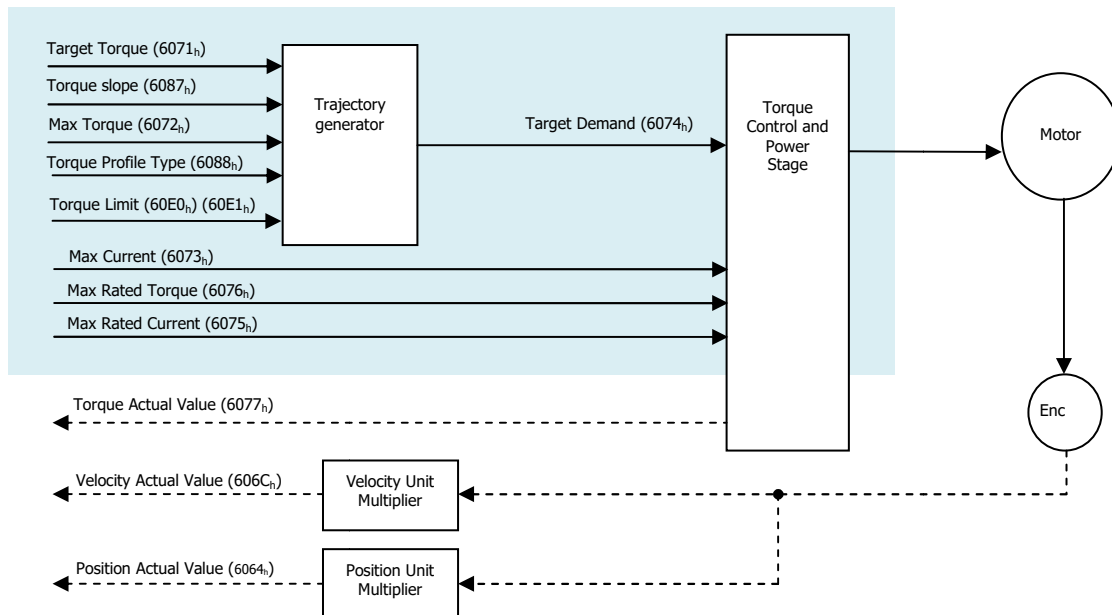 Target Torque (6071h)
Torque slope (6087h)
Max Torque (6072h)
Torque Profile Type (6088h)
Torque Limit (60E0h) (60E1h)
Trajectory
generator
Target Demand (6074h)
Torque
Control and
Power
Stage
Motor
Max Current (6073h)
Max Rated Torque (6076h)
Max Rated Current (6075h)
Torque Actual Value (6077h)
Enc
Velocity Actual Value (606Ch)
Velocity Unit
Multiplier
Position Actual Value (6064h)
Position Unit
Multiplier